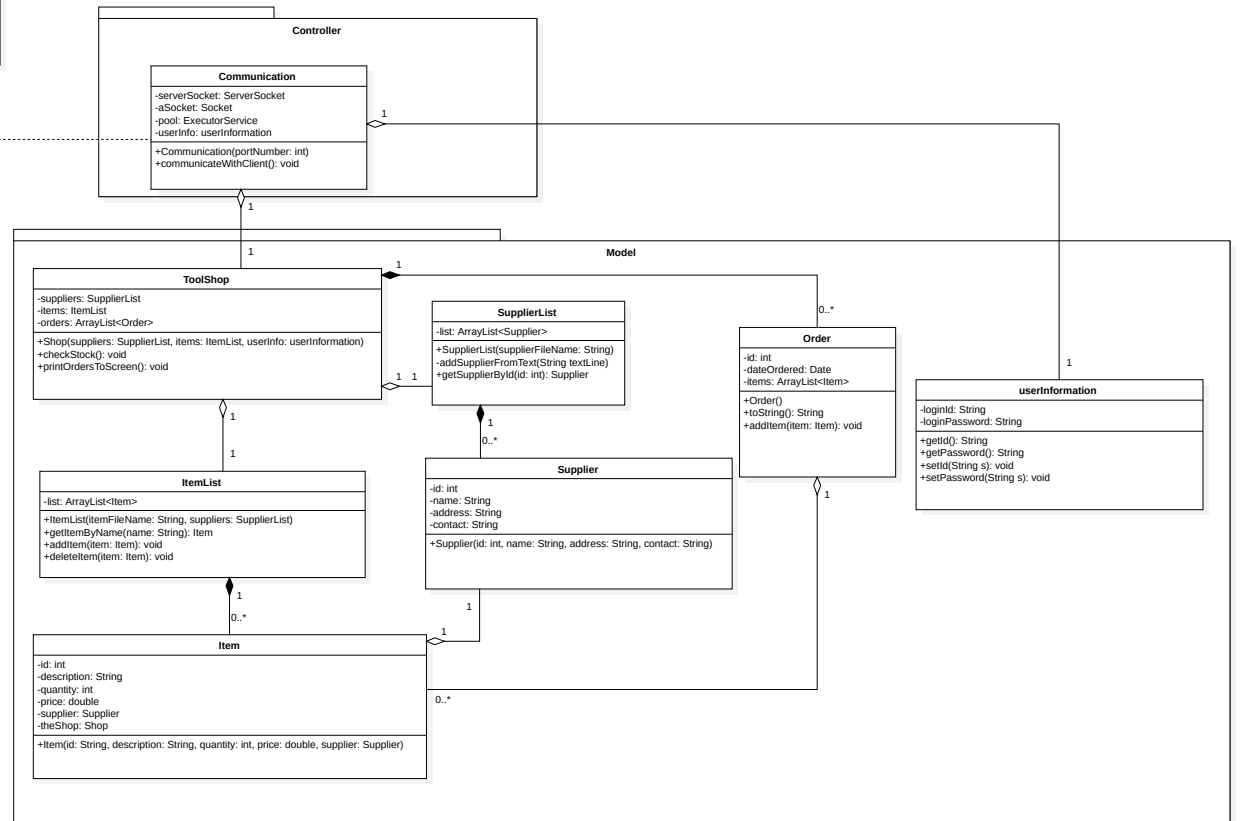 Controller
Communication
-serverSocket: ServerSocket
-aSocket: Socket
-pool: ExecutorService
-userInfo: userInformation
+Communication(portNumber: int)
+communicateWithClient(): void
1
1
1
Model
ToolShop
-suppliers: SupplierList
-items: ItemList
-orders: ArrayList<Order>
+Shop(suppliers: SupplierList, items: ItemList, userInfo: userInformation)
+checkStock(): void
+printOrdersToScreen(): void
1
0..*
1 1
SupplierList
-list: ArrayList<Supplier>
+SupplierList(supplierFileName: String)
-addSupplierFromText(String textLine)
+getSupplierById(id: int): Supplier
1
0..*
Order
-id: int
-dateOrdered: Date
-items: ArrayList<Item>
+Order()
+toString(): String
+addItem(item: Item): void
1
1
userInformation
-loginId: String
-loginPassword: String
+getId(): String
+getPassword(): String
+setId(String s): void
+setPassword(String s): void
1
1
ItemList
-list: ArrayList<Item>
+ItemList(itemFileName: String, suppliers: SupplierList)
+getItemByName(name: String): Item
+addItem(item: Item): void
+deleteItem(item: Item): void
1
0..*
Supplier
-id: int
-name: String
-address: String
-contact: String
+Supplier(id: int, name: String, address: String, contact: String)
1
1
Item
-id: int
-description: String
-quantity: int
-price: double
-supplier: Supplier
-theShop: Shop
+Item(id: String, description: String, quantity: int, price: double, supplier: Supplier)
0..*